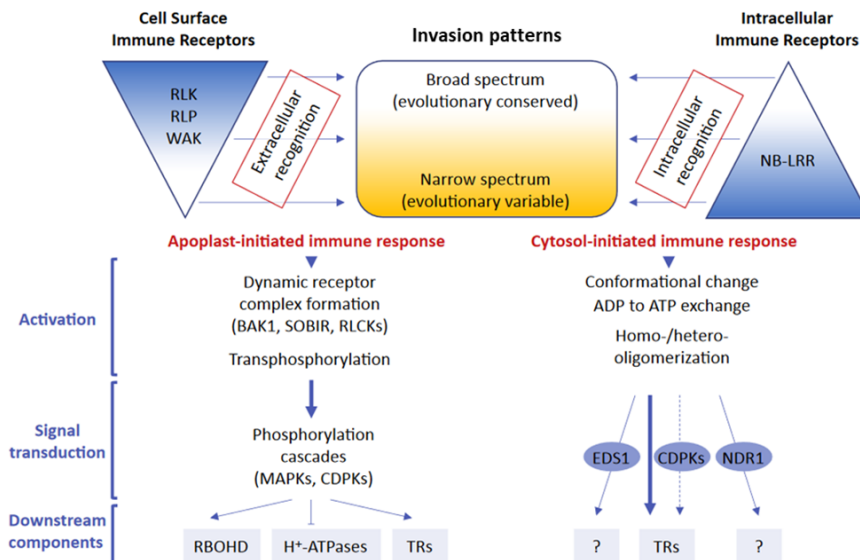 Cell Surface
Immune Receptors
Invasion patterns
Intracellular
Immune Receptors
RLK
RLP
WAK
Extracellular
recognition
Broad spectrum
(evolutionary conserved)
Narrow spectrum
(evolutionary variable)
Intracellular
recognition
NB-LRR
Apoplast-initiated immune response
Cytosol-initiated immune response
Activation
Dynamic receptor
complex formation
(BAK1, SOBIR, RLCKs)
Transphosphorylation
Conformational change
ADP to ATP exchange
Homo-/hetero-
oligomerization
Signal
transduction
Phosphorylation
cascades
(MAPKs, CDPKs)
EDS1
CDPKs
NDR1
Downstream
components
RBOHD
H⁺-ATPases
TRs
?
TRs
?